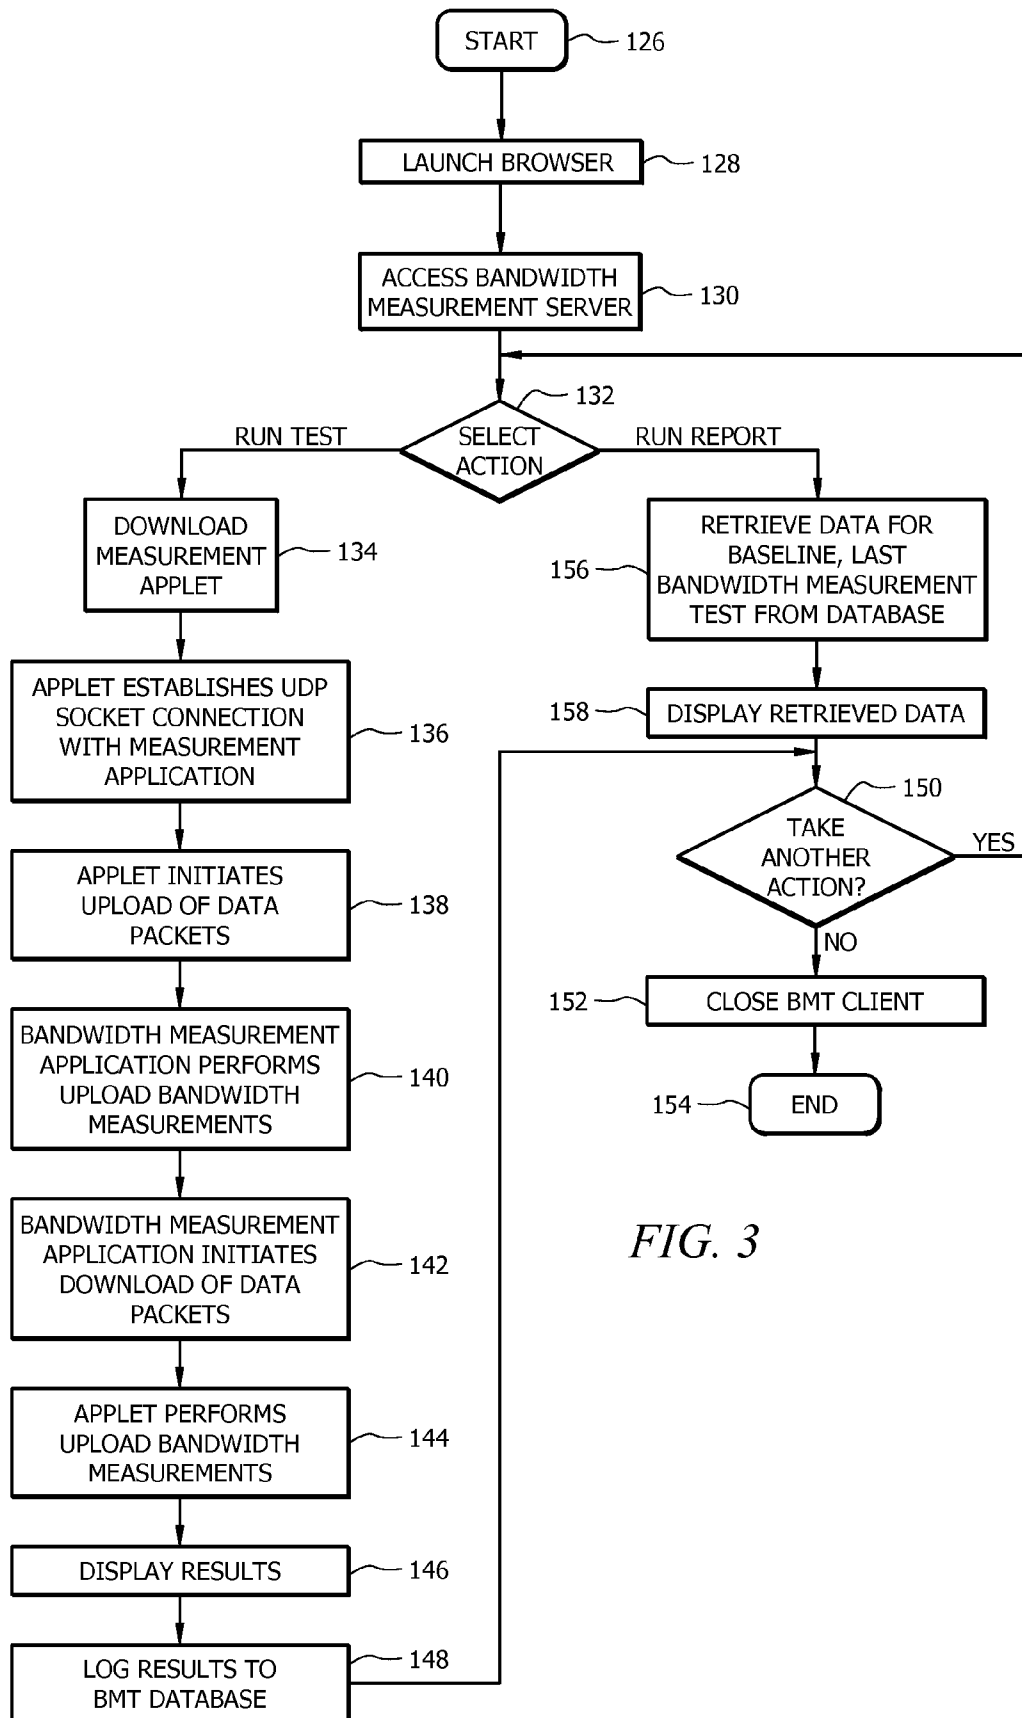 START
126
LAUNCH BROWSER
128
ACCESS BANDWIDTH
MEASUREMENT SERVER
130
132
SELECT
ACTION
RUN TEST
RUN REPORT
DOWNLOAD
MEASUREMENT
APPLET
134
APPLET ESTABLISHES UDP
SOCKET CONNECTION
WITH MEASUREMENT
APPLICATION
136
APPLET INITIATES
UPLOAD OF DATA
PACKETS
138
BANDWIDTH MEASUREMENT
APPLICATION PERFORMS
UPLOAD BANDWIDTH
MEASUREMENTS
140
BANDWIDTH MEASUREMENT
APPLICATION INITIATES
DOWNLOAD OF DATA
PACKETS
142
APPLET PERFORMS
UPLOAD BANDWIDTH
MEASUREMENTS
144
DISPLAY RESULTS
146
LOG RESULTS TO
BMT DATABASE
148
RETRIEVE DATA FOR
BASELINE, LAST
BANDWIDTH MEASUREMENT
TEST FROM DATABASE
156
DISPLAY RETRIEVED DATA
158
150
TAKE
ANOTHER
ACTION?
YES
NO
CLOSE BMT CLIENT
152
END
154
FIG. 3